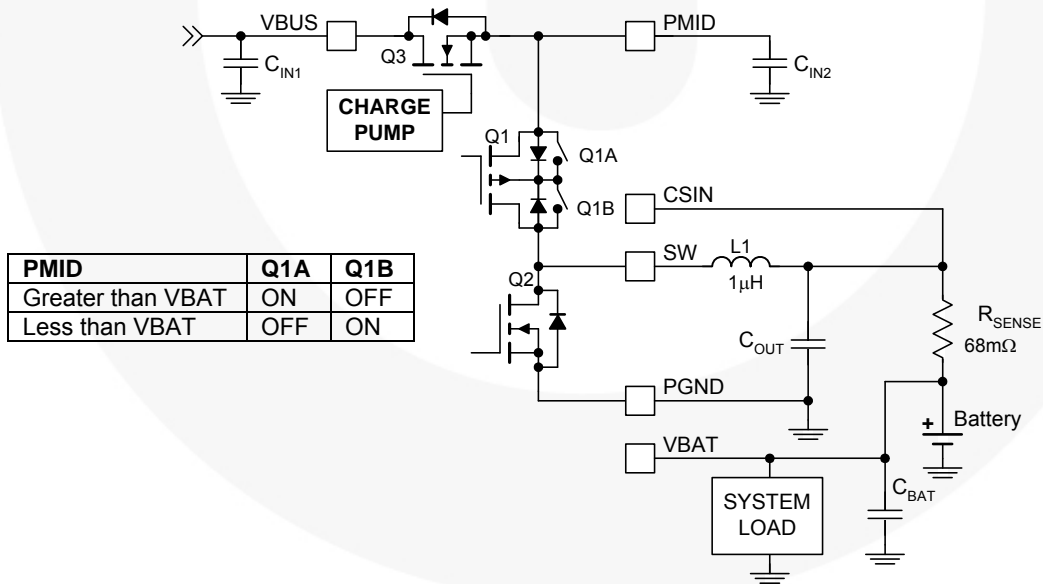 VBUS
PMID
Q3
CIN1
CIN2
CHARGE
PUMP
Q1
Q1A
Q1B
CSIN
SW
L1
1μH
Q2
PMID Q1A Q1B
Greater than VBAT ON OFF
Less than VBAT OFF ON
RSENSE
68mΩ
COUT
PGND
+ Battery
VBAT
CBAT
SYSTEM
LOAD